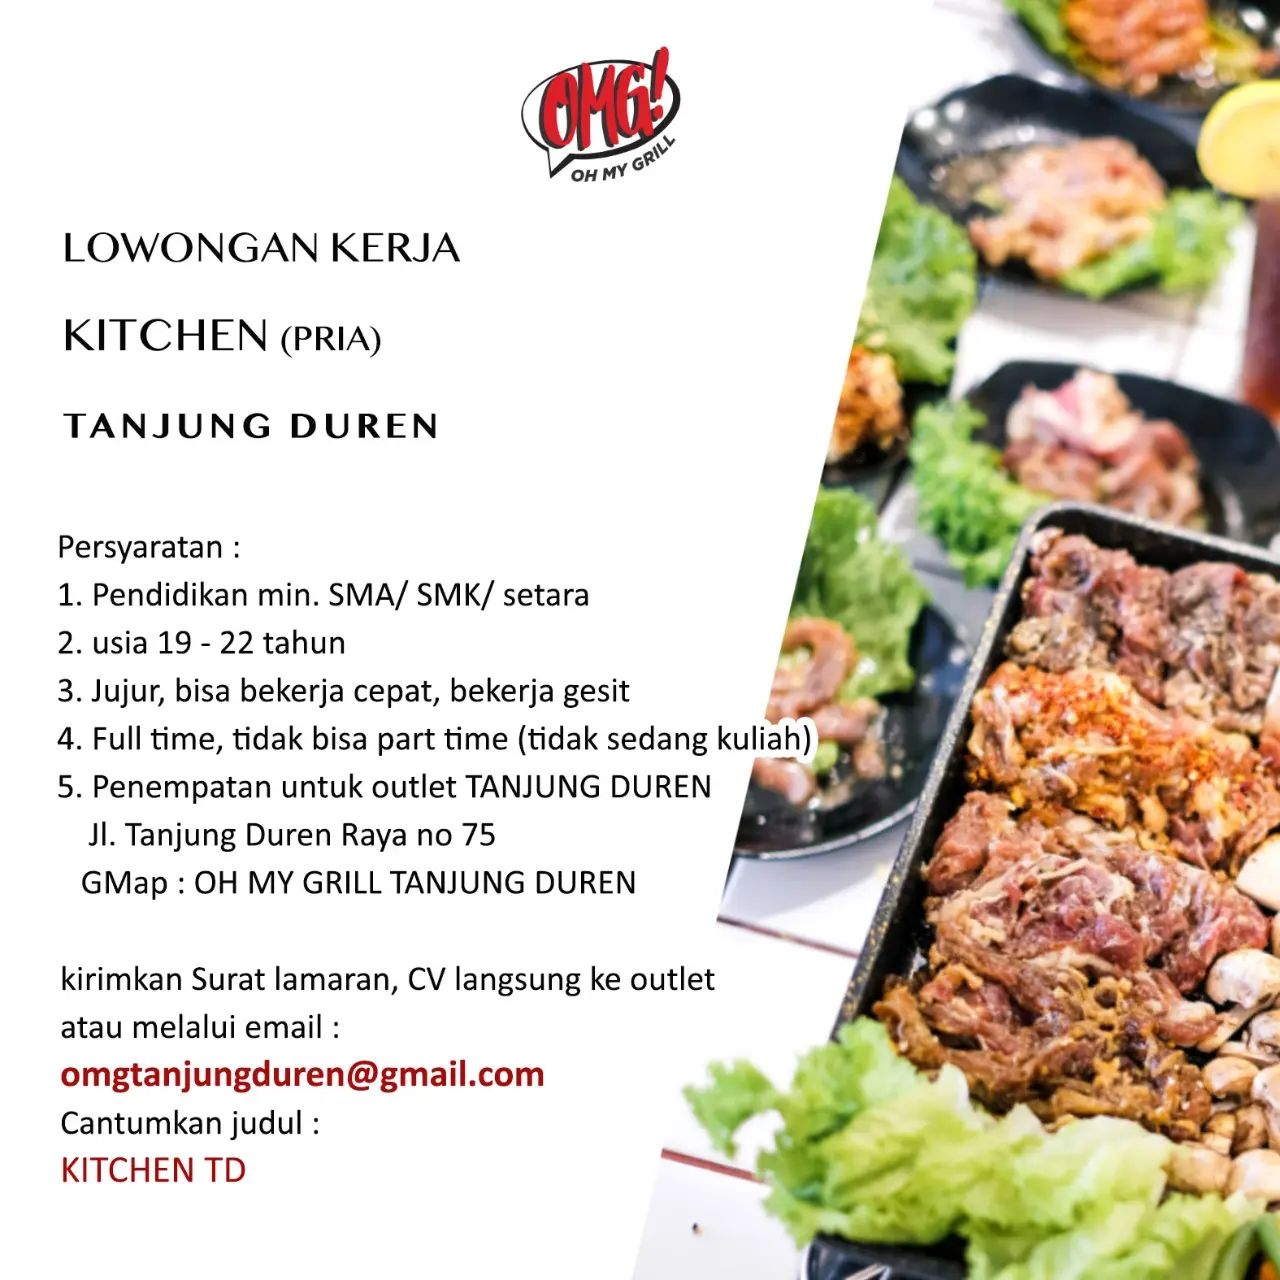 OMG!
OH MY GRILL
LOWONGAN KERJA
KITCHEN (PRIA)
TANJUNG DUREN
Persyaratan :
1. Pendidikan min. SMA/ SMK/ setara
2. usia 19 - 22 tahun
3. Jujur, bisa bekerja cepat, bekerja gesit
4. Full time, tidak bisa part time (tidak sedang kuliah)
5. Penempatan untuk outlet TANJUNG DUREN
Jl. Tanjung Duren Raya no 75
GMap : OH MY GRILL TANJUNG DUREN
kirimkan Surat lamaran, CV langsung ke outlet
atau melalui email :
omgtanjungduren@gmail.com
Cantumkan judul :
KITCHEN TD